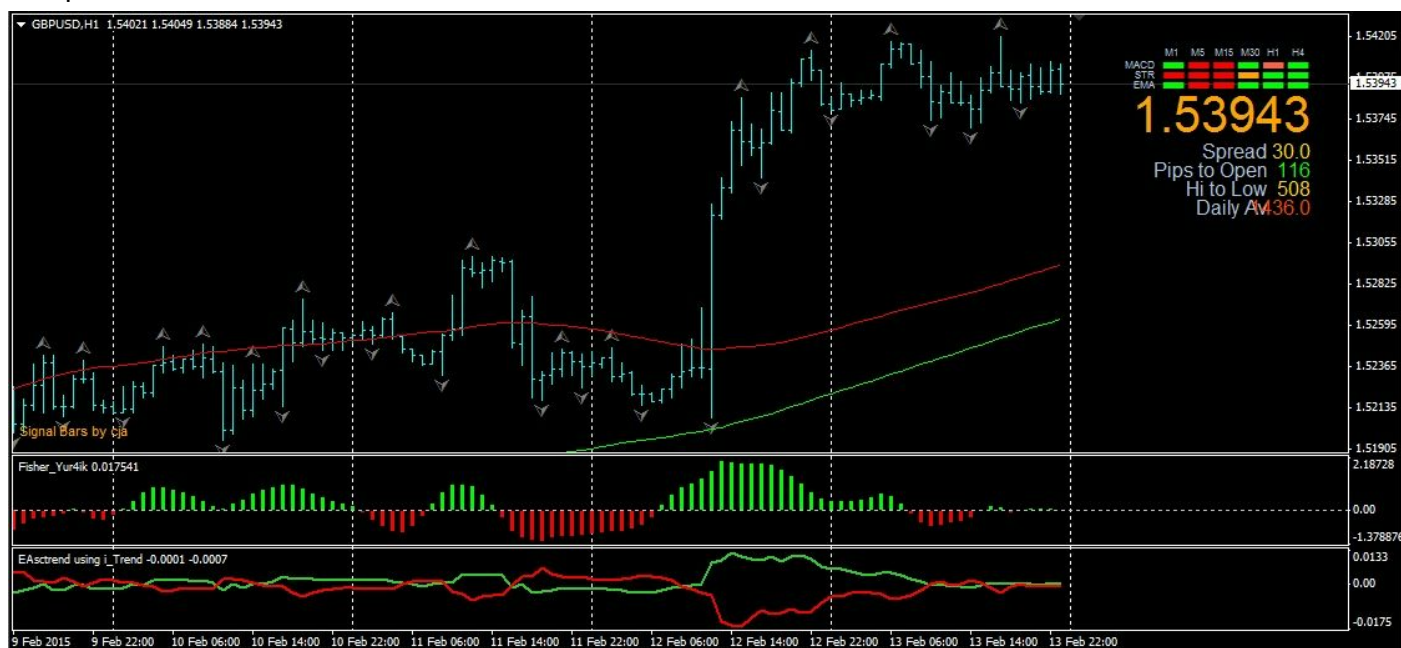 GBPUSD,H1 1.54021 1.54049 1.53884 1.53943
M1 M5 M15 M30 H1 H4
MACD
STR
EMA
1.53943
Spread 30.0
Pips to Open 116
Hi to Low 508
Daily Av 1436.0
1.54205
1.53943
1.53745
1.53515
1.53285
1.53055
1.52825
1.52595
1.52365
1.52135
1.51905
Signal Bars by cja
Fisher_Yur4ik 0.017541
2.18728
0.00
-1.378876
EAsctrend using i_Trend -0.0001 -0.0007
0.0133
0.00
-0.0175
9 Feb 2015 9 Feb 22:00 10 Feb 06:00 10 Feb 14:00 10 Feb 22:00 11 Feb 06:00 11 Feb 14:00 11 Feb 22:00 12 Feb 06:00 12 Feb 14:00 12 Feb 22:00 13 Feb 06:00 13 Feb 14:00 13 Feb 22:00